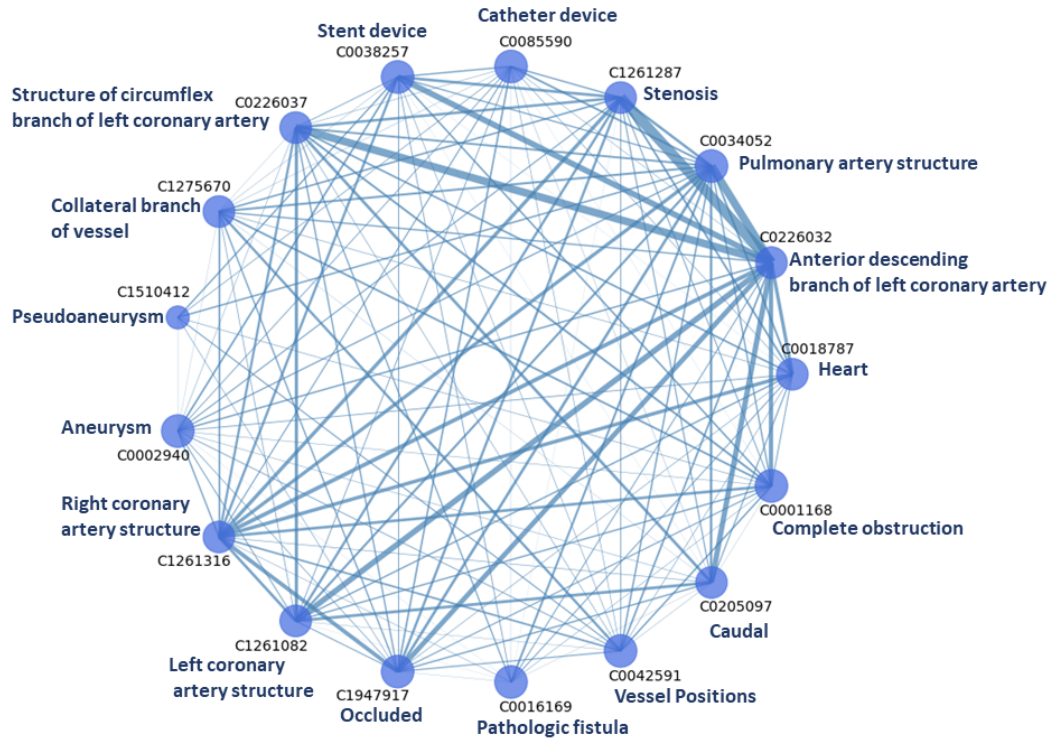 Catheter device
C0085590
Stent device
C0038257
C1261287
Stenosis
Structure of circumflex
branch of left coronary artery
C0226037
C0034052
Pulmonary artery structure
C1275670
Collateral branch
of vessel
C0226032
Anterior descending
branch of left coronary artery
C1510412
Pseudoaneurysm
C0018787
Heart
Aneurysm
C0002940
C0001168
Complete obstruction
Right coronary
artery structure
C1261316
C0205097
Caudal
C1261082
Left coronary
artery structure
C0042591
Vessel Positions
C1947917
Occluded
C0016169
Pathologic fistula